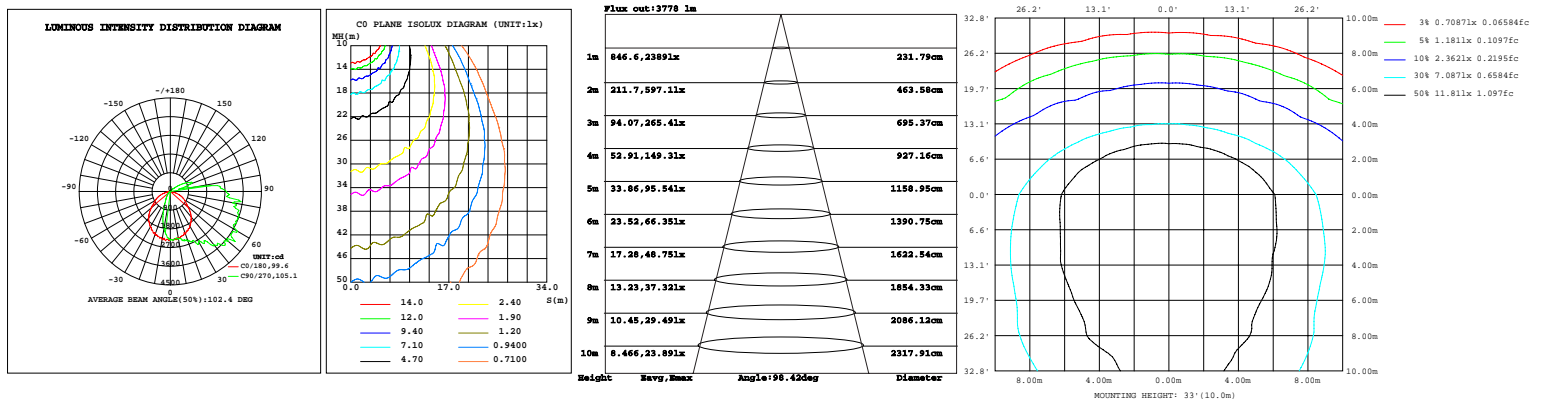 LUMINOUS INTENSITY DISTRIBUTION DIAGRAM
-/+180
-150
150
-120
120
-90
90
-60
60
-30
30
0
0
900
1800
2700
3600
4500
UNIT:cd
C0/180,99.6
C90/270,105.1
AVERAGE BEAM ANGLE(50%):102.4 DEG
C0 PLANE ISOLUX DIAGRAM (UNIT:lx)
MH(m)
10
14
18
22
26
30
34
38
42
46
50
0.0
17.0
34.0
S(m)
14.0
2.40
12.0
1.90
9.40
1.20
7.10
0.9400
4.70
0.7100
Flux out:3778 lm
1m 846.6,2389lx 231.79cm
2m 211.7,597.1lx 463.58cm
3m 94.07,265.4lx 695.37cm
4m 52.91,149.3lx 927.16cm
5m 33.86,95.54lx 1158.95cm
6m 23.52,66.35lx 1390.75cm
7m 17.28,48.75lx 1622.54cm
8m 13.23,37.32lx 1854.33cm
9m 10.45,29.49lx 2086.12cm
10m 8.466,23.89lx 2317.91cm
Height Eavg,Emax Angle:98.42deg Diameter
26.2' 13.1' 0.0' 13.1' 26.2'
32.8' 10.00m
26.2' 8.00m
19.7' 6.00m
13.1' 4.00m
6.6' 2.00m
0.0' 0.00m
6.6' 2.00m
13.1' 4.00m
19.7' 6.00m
26.2' 8.00m
32.8' 10.00m
8.00m 4.00m 0.00m 4.00m 8.00m
MOUNTING HEIGHT: 33'(10.0m)
3% 0.7087lx 0.06584fc
5% 1.181lx 0.1097fc
10% 2.362lx 0.2195fc
30% 7.087lx 0.6584fc
50% 11.81lx 1.097fc